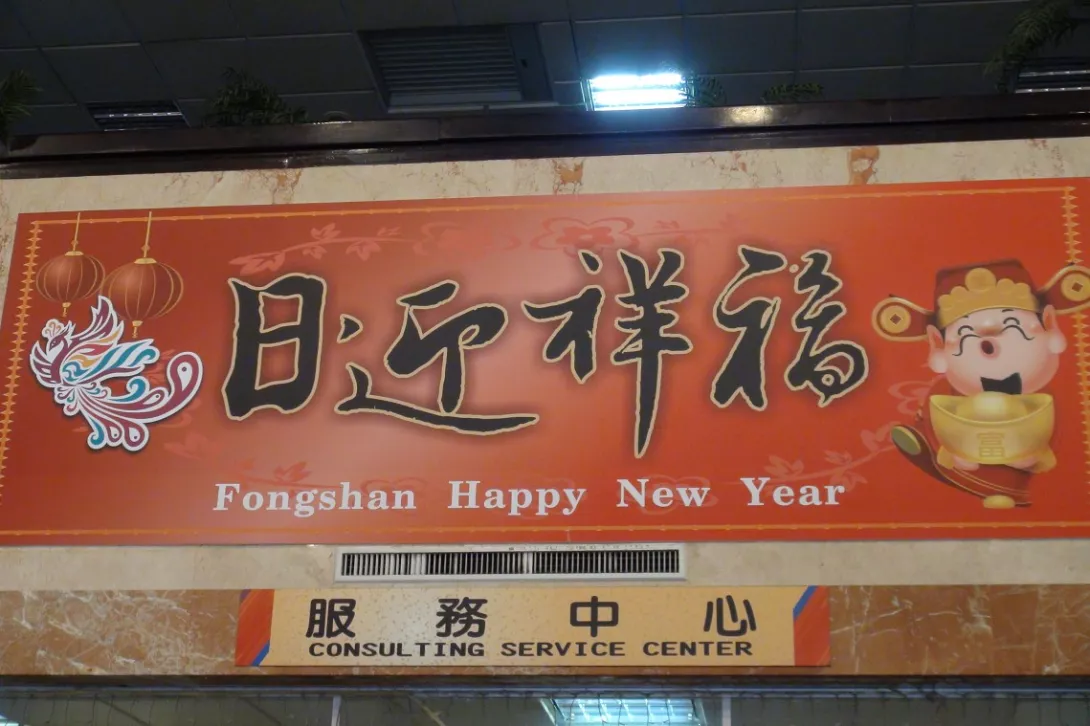 日迎祥福
Fongshan Happy New Year
富
服務中心
CONSULTING SERVICE CENTER